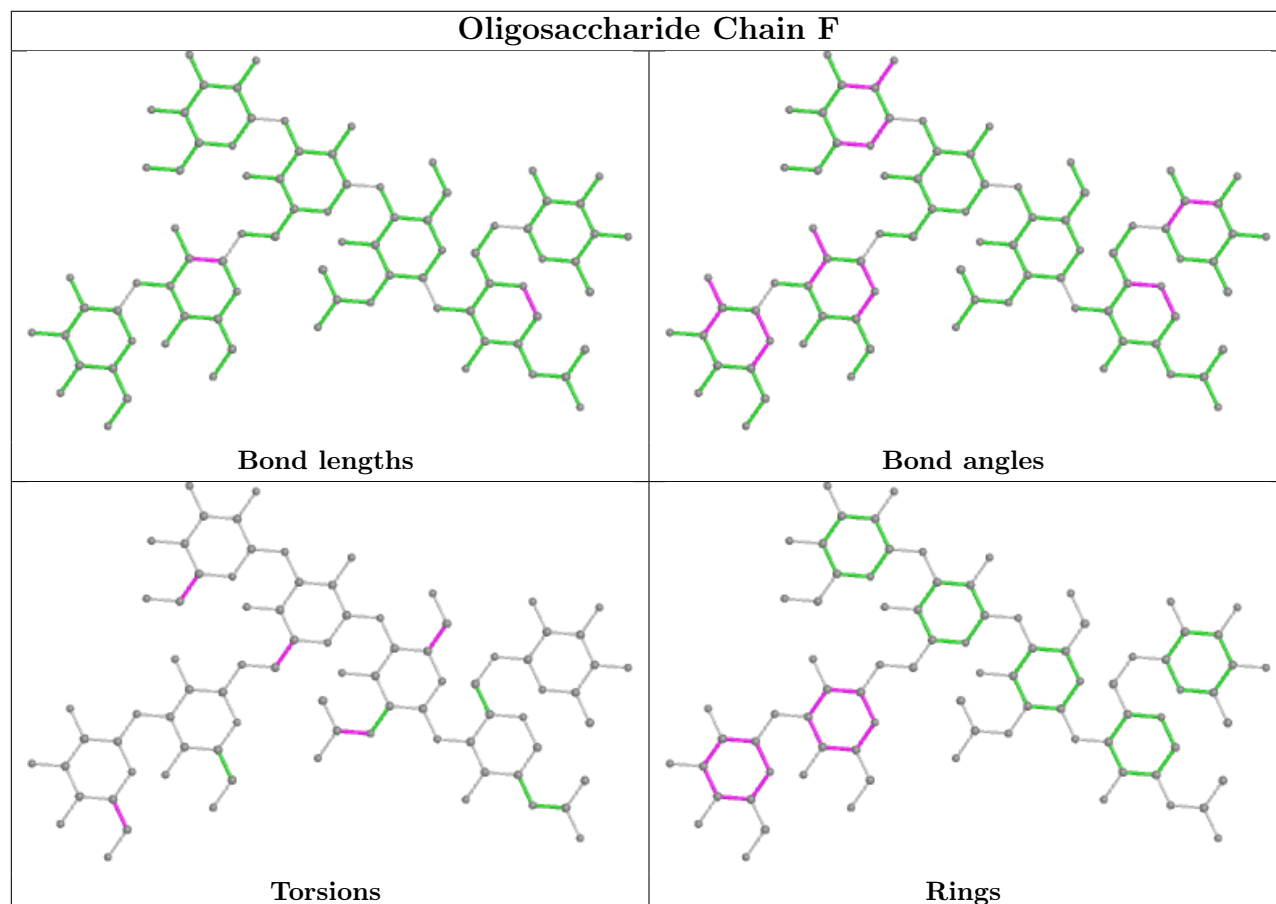 Oligosaccharide Chain F
Bond lengths
Bond angles
Torsions
Rings